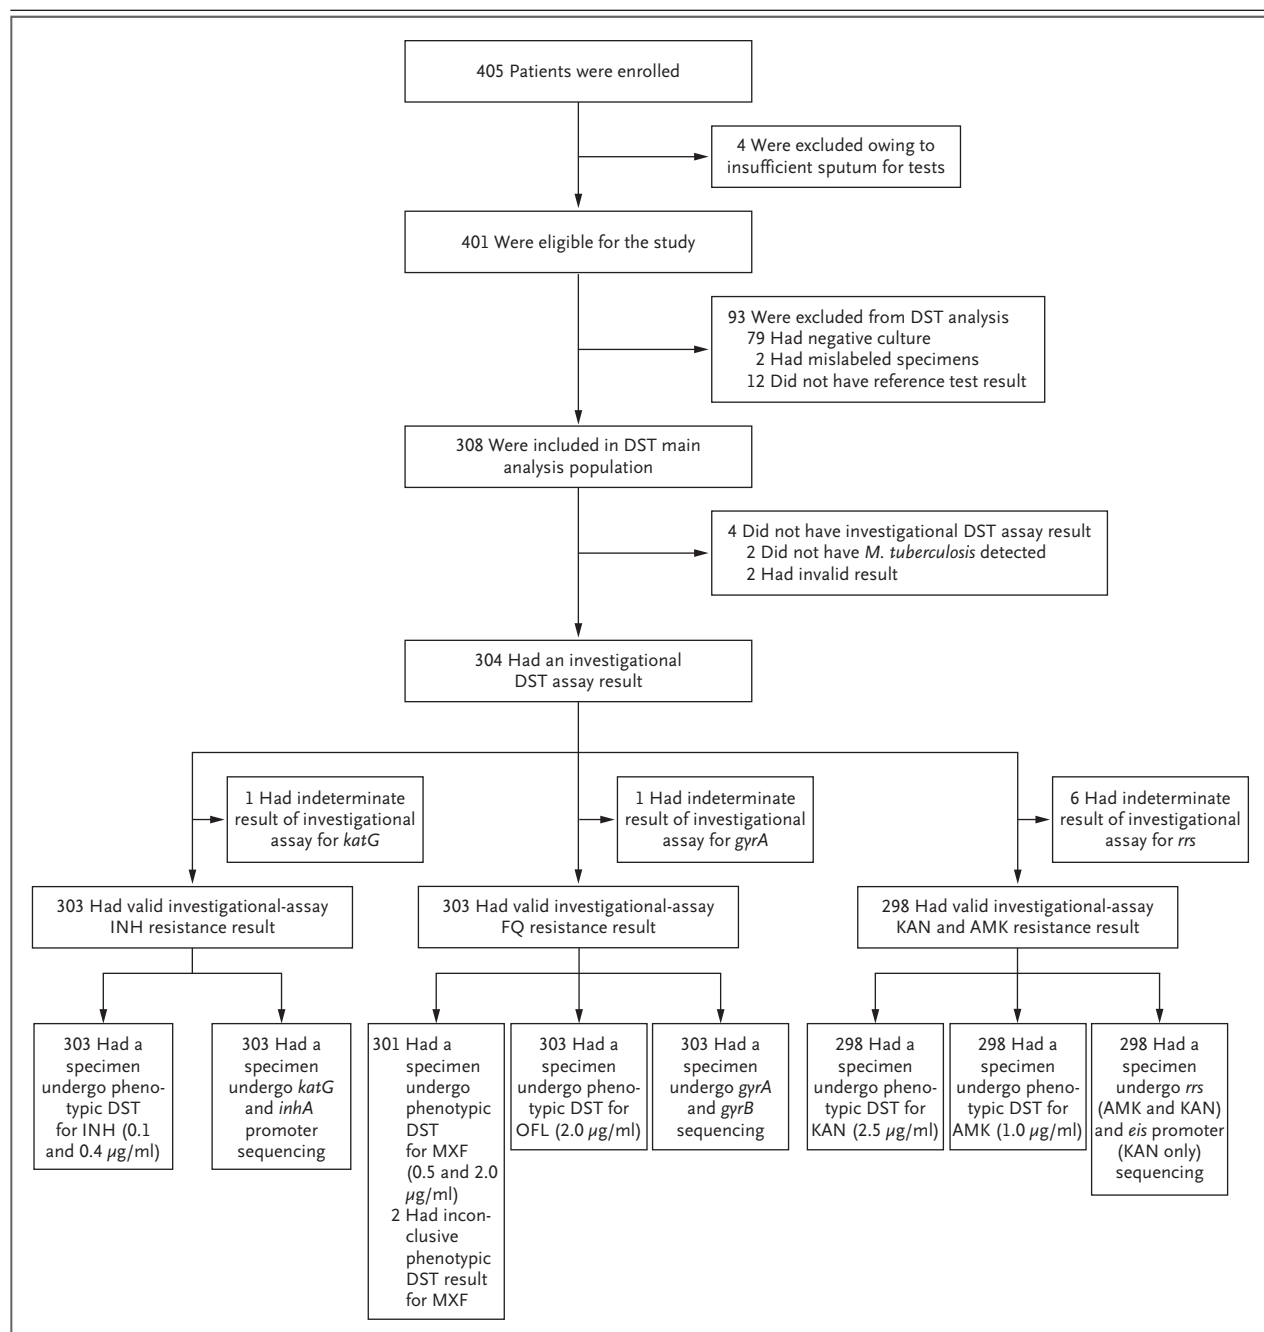 405 Patients were enrolled
4 Were excluded owing to
insufficient sputum for tests
401 Were eligible for the study
93 Were excluded from DST analysis
79 Had negative culture
2 Had mislabeled specimens
12 Did not have reference test result
308 Were included in DST main
analysis population
4 Did not have investigational DST assay result
2 Did not have M. tuberculosis detected
2 Had invalid result
304 Had an investigational
DST assay result
1 Had indeterminate
result of investigational
assay for katG
1 Had indeterminate
result of investigational
assay for gyrA
6 Had indeterminate
result of investigational
assay for rrs
303 Had valid investigational-assay
INH resistance result
303 Had valid investigational-assay
FQ resistance result
298 Had valid investigational-assay
KAN and AMK resistance result
303 Had a
specimen
undergo pheno-
typic DST
for INH (0.1
and 0.4 µg/ml)
303 Had a
specimen
undergo katG
and inhA
promoter
sequencing
301 Had a
specimen
undergo
phenotypic
DST
for MXF
(0.5 and 2.0
µg/ml)
2 Had incon-
clusive
phenotypic
DST result
for MXF
303 Had a
specimen
undergo pheno-
typic DST for
OFL (2.0 µg/ml)
303 Had a
specimen
undergo gyrA
and gyrB
sequencing
298 Had a
specimen
undergo pheno-
typic DST for
KAN (2.5 µg/ml)
298 Had a
specimen
undergo pheno-
typic DST for
AMK (1.0 µg/ml)
298 Had a
specimen
undergo rrs
(AMK and KAN)
and eis promoter
(KAN only)
sequencing